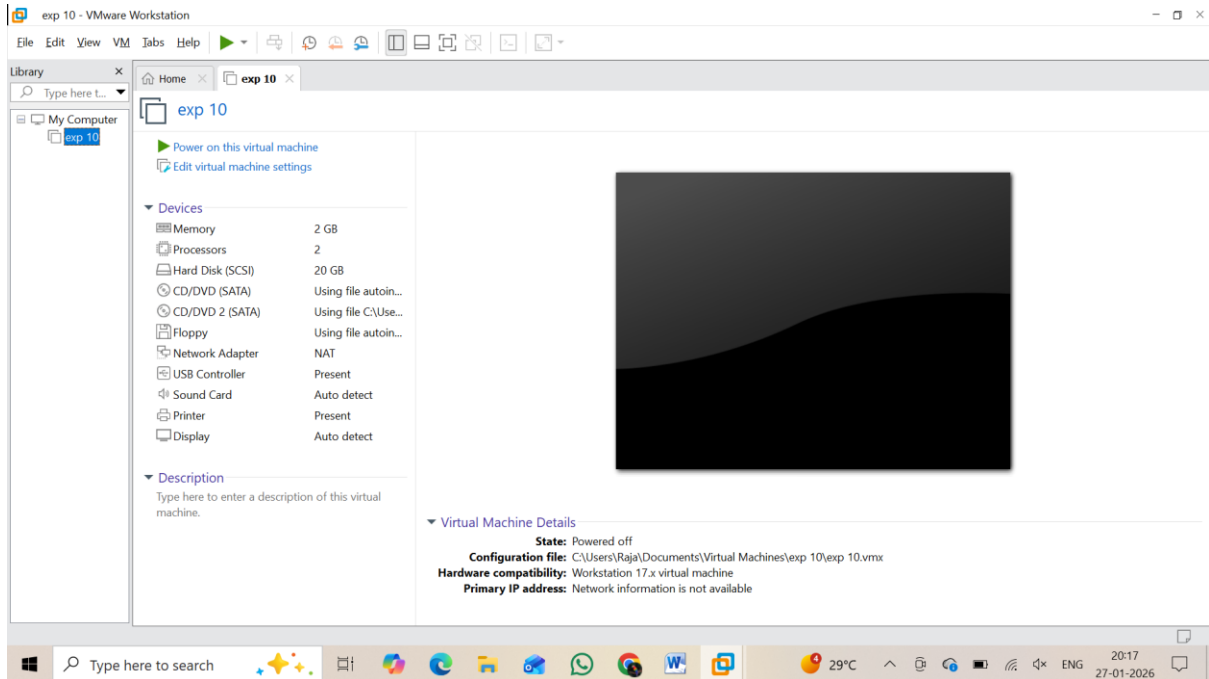 exp 10 - VMware Workstation
File Edit View VM Tabs Help
Library
Type here t...
My Computer
exp 10
Home
exp 10
exp 10
Power on this virtual machine
Edit virtual machine settings
Devices
Memory 2 GB
Processors 2
Hard Disk (SCSI) 20 GB
CD/DVD (SATA) Using file autoin...
CD/DVD 2 (SATA) Using file C:\Use...
Floppy Using file autoin...
Network Adapter NAT
USB Controller Present
Sound Card Auto detect
Printer Present
Display Auto detect
Description
Type here to enter a description of this virtual
machine.
Virtual Machine Details
State: Powered off
Configuration file: C:\Users\Raja\Documents\Virtual Machines\exp 10\exp 10.vmx
Hardware compatibility: Workstation 17.x virtual machine
Primary IP address: Network information is not available
Type here to search
4
29°C
ENG
20:17
27-01-2026